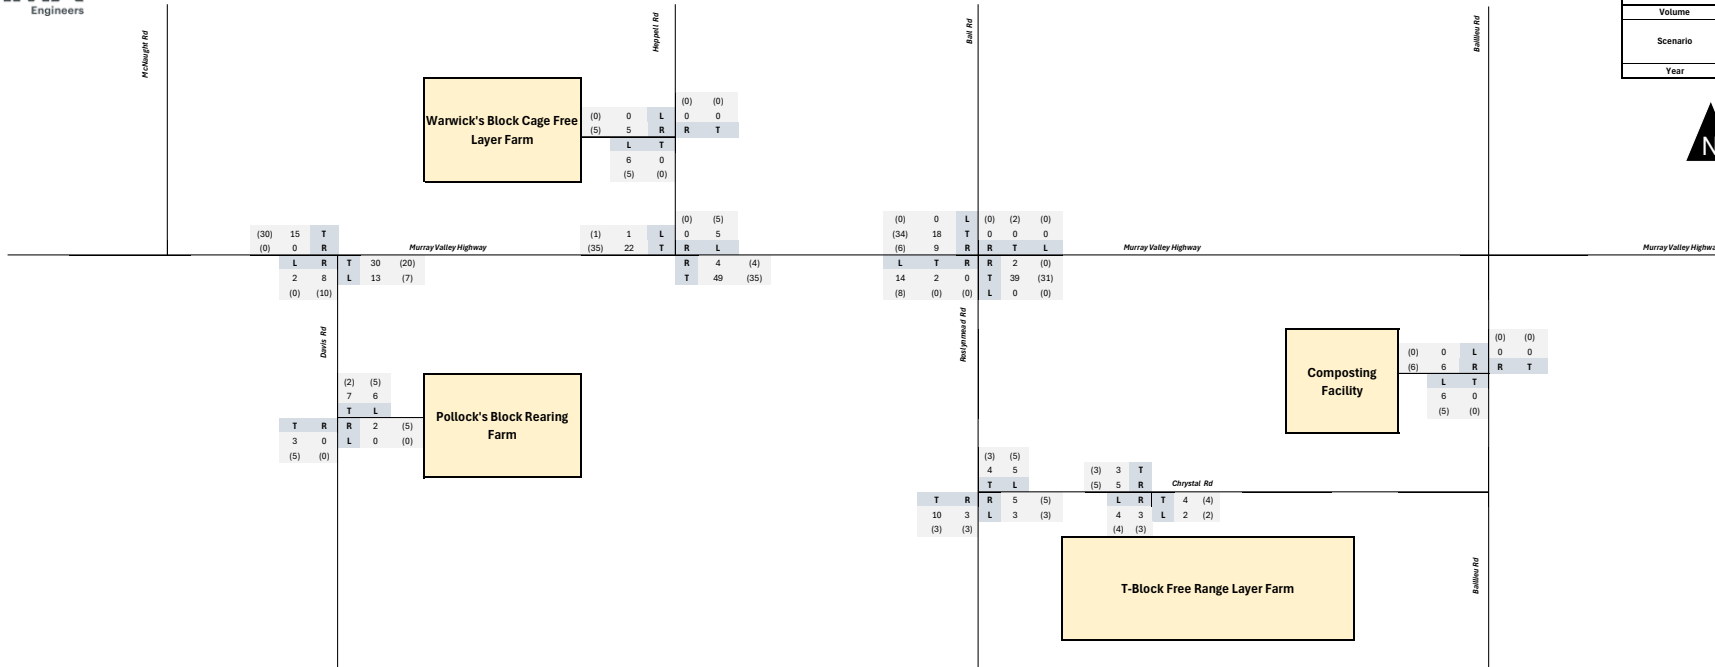 Engineers
McNaught Rd
Heppell Rd
Ball Rd
Baillieu Rd
Volume
Scenario
Year
N
Warwick's Block Cage Free
Layer Farm
(0) (0)
(0) 0 L 0 0
(5) 5 R R T
L T
6 0
(5) (0)
(30) 15 T
(0) 0 R
Murray Valley Highway
L R T 30 (20)
2 8 L 13 (7)
(0) (10)
(0) (5)
(1) 1 L 0 5
(35) 22 T R L
R 4 (4)
T 49 (35)
(0) 0 L (0) (2) (0)
(34) 18 T 0 0 0
(6) 9 R R T L
L T R R 2 (0)
14 2 0 T 39 (31)
(8) (0) (0) L 0 (0)
Murray Valley Highway
Murray Valley Highwa
Davis Rd
Roslynmead Rd
(2) (5)
7 6
T L
T R R 2 (5)
3 0 L 0 (0)
(5) (0)
Pollock's Block Rearing
Farm
Composting
Facility
(0) (0)
(0) 0 L 0 0
(6) 6 R R T
L T
6 0
(5) (0)
(3) (5)
4 5
T L
T R R 5 (5)
10 3 L 3 (3)
(3) (3)
(3) 3 T
(5) 5 R
Chrystal Rd
L R T 4 (4)
4 3 L 2 (2)
(4) (3)
T-Block Free Range Layer Farm
Baillieu Rd